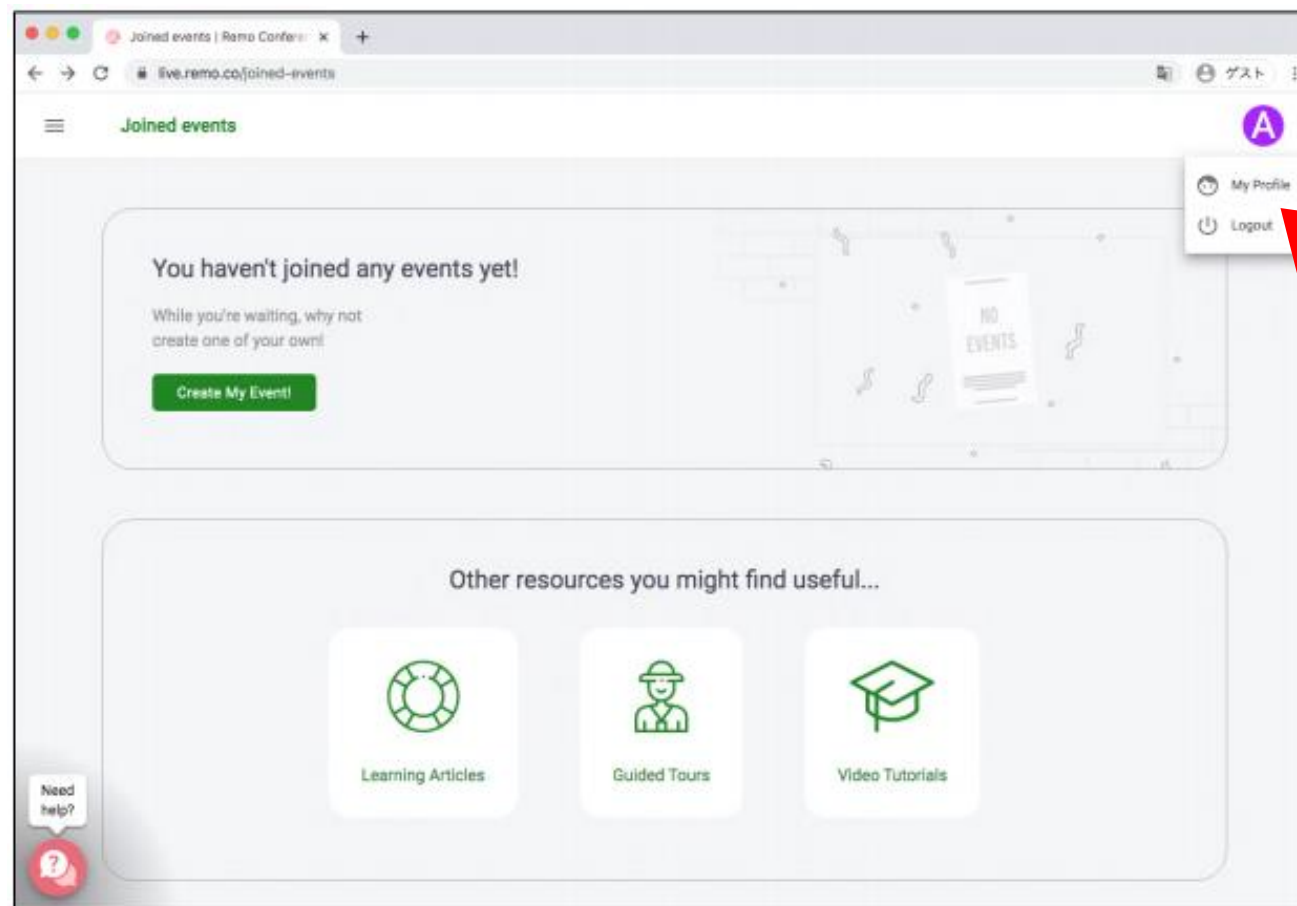 Joined events | Remo Confere
live.remo.co/joined-events
ゲスト
Joined events
A
My Profile
Logout
You haven't joined any events yet!
While you're waiting, why not
create one of your own!
Create My Event!
NO
EVENTS
Other resources you might find useful...
Learning Articles
Guided Tours
Video Tutorials
Need
help?
?